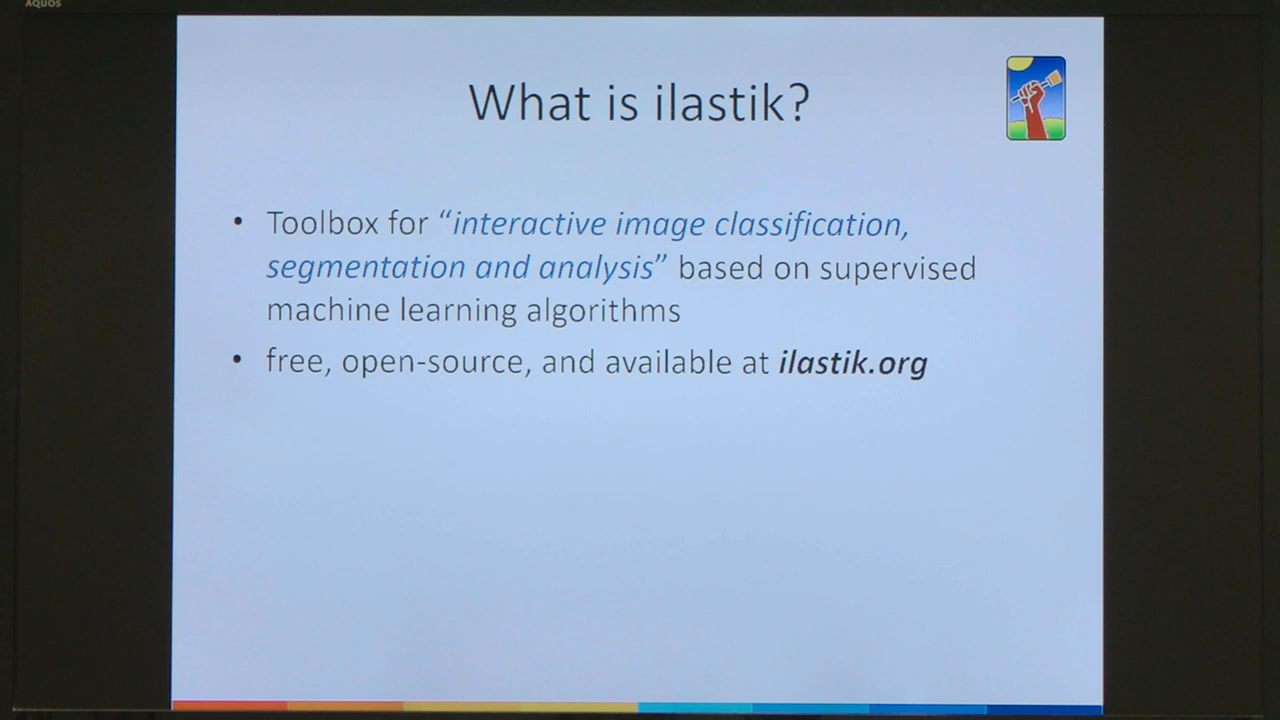 AQUOS
What is ilastik?
• Toolbox for “interactive image classification,
segmentation and analysis” based on supervised
machine learning algorithms
• free, open-source, and available at ilastik.org